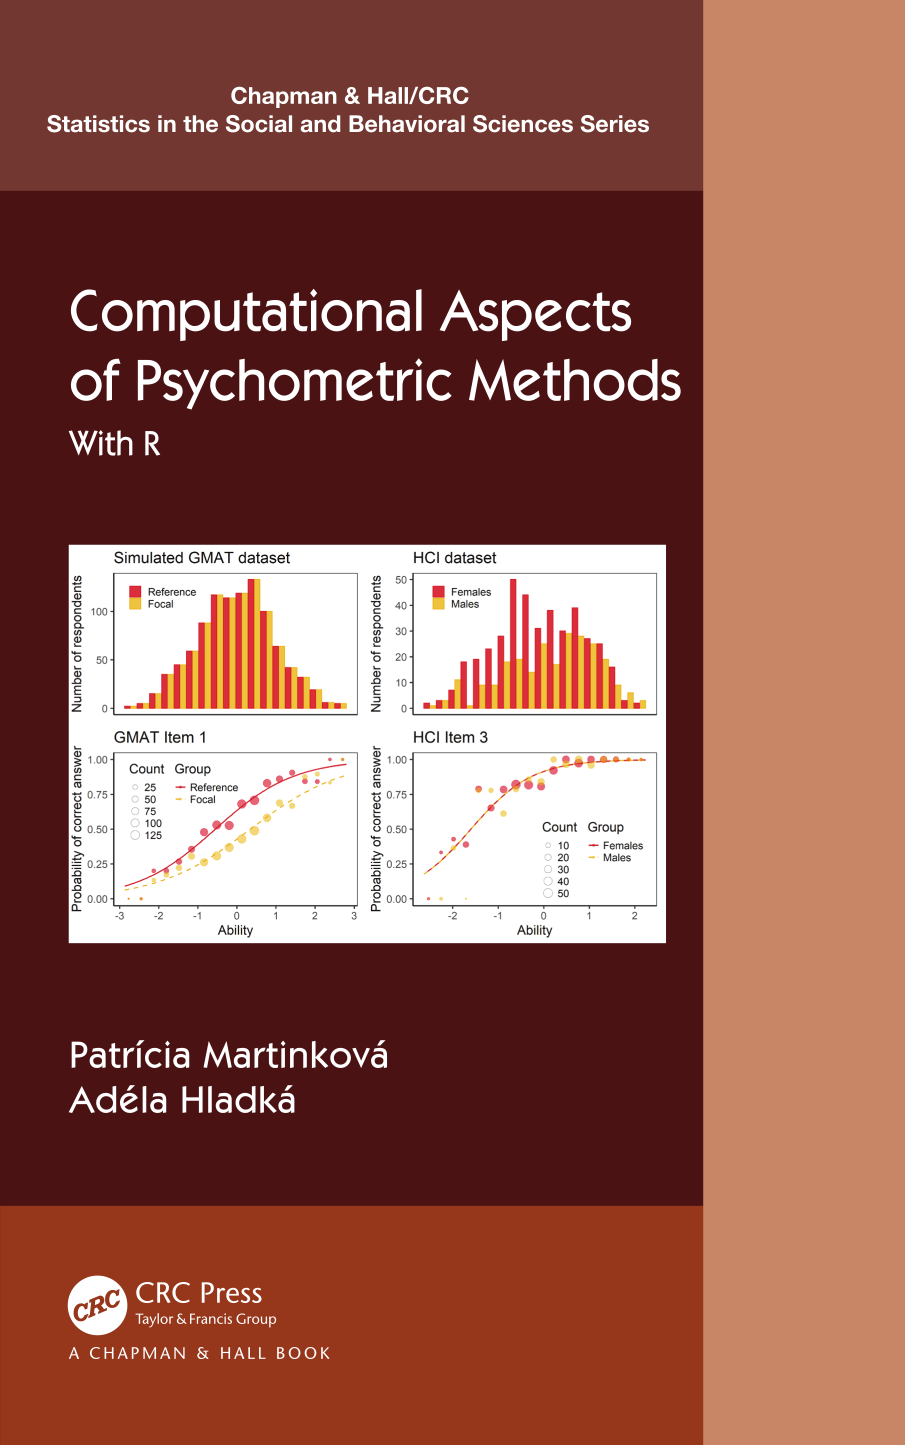 Chapman & Hall/CRC
Statistics in the Social and Behavioral Sciences Series
Computational Aspects
of Psychometric Methods
With R
Simulated GMAT dataset
Number of respondents
100
50
0
Reference
Focal
HCI dataset
Number of respondents
50
40
30
20
10
0
Females
Males
GMAT Item 1
Probability of correct answer
1.00
0.75
0.50
0.25
0.00
Count
25
50
75
100
125
Group
Reference
Focal
-3 -2 -1 0 1 2 3
Ability
HCI Item 3
Probability of correct answer
1.00
0.75
0.50
0.25
0.00
Count
10
20
30
40
50
Group
Females
Males
-2 -1 0 1 2
Ability
Patrícia Martinková
Adéla Hladká
CRC
CRC Press
Taylor & Francis Group
A CHAPMAN & HALL BOOK